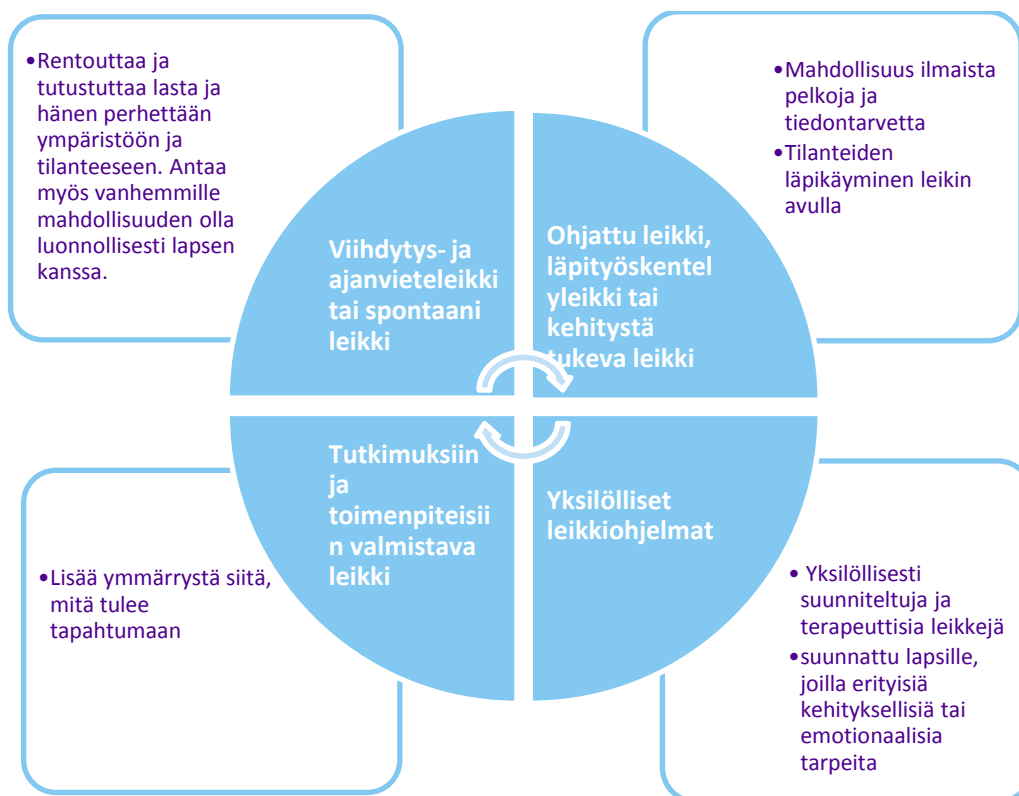 •Rentouttaa ja
tutustuttaa lasta ja
hänen perhettään
ympäristöön ja
tilanteeseen. Antaa
myös vanhemmille
mahdollisuuden olla
luonnollisesti lapsen
kanssa.
•Mahdollisuus ilmaista
pelkoja ja
tiedontarvetta
•Tilanteiden
läpikäyminen leikin
avulla
Viihdytys- ja
ajanvieteleikki
tai spontaani
leikki
Ohjattu leikki,
läpityöskentel
yleikki tai
kehitystä
tukeva leikki
Tutkimuksiin
ja
toimenpiteisii
n valmistava
leikki
Yksilölliset
leikkiohjelmat
•Lisää ymmärrystä siitä,
mitä tulee
tapahtumaan
• Yksilöllisesti
suunniteltuja ja
terapeuttisia leikkejä
•suunnattu lapsille,
joilla erityisiä
kehityksellisiä tai
emotionaalisia
tarpeita